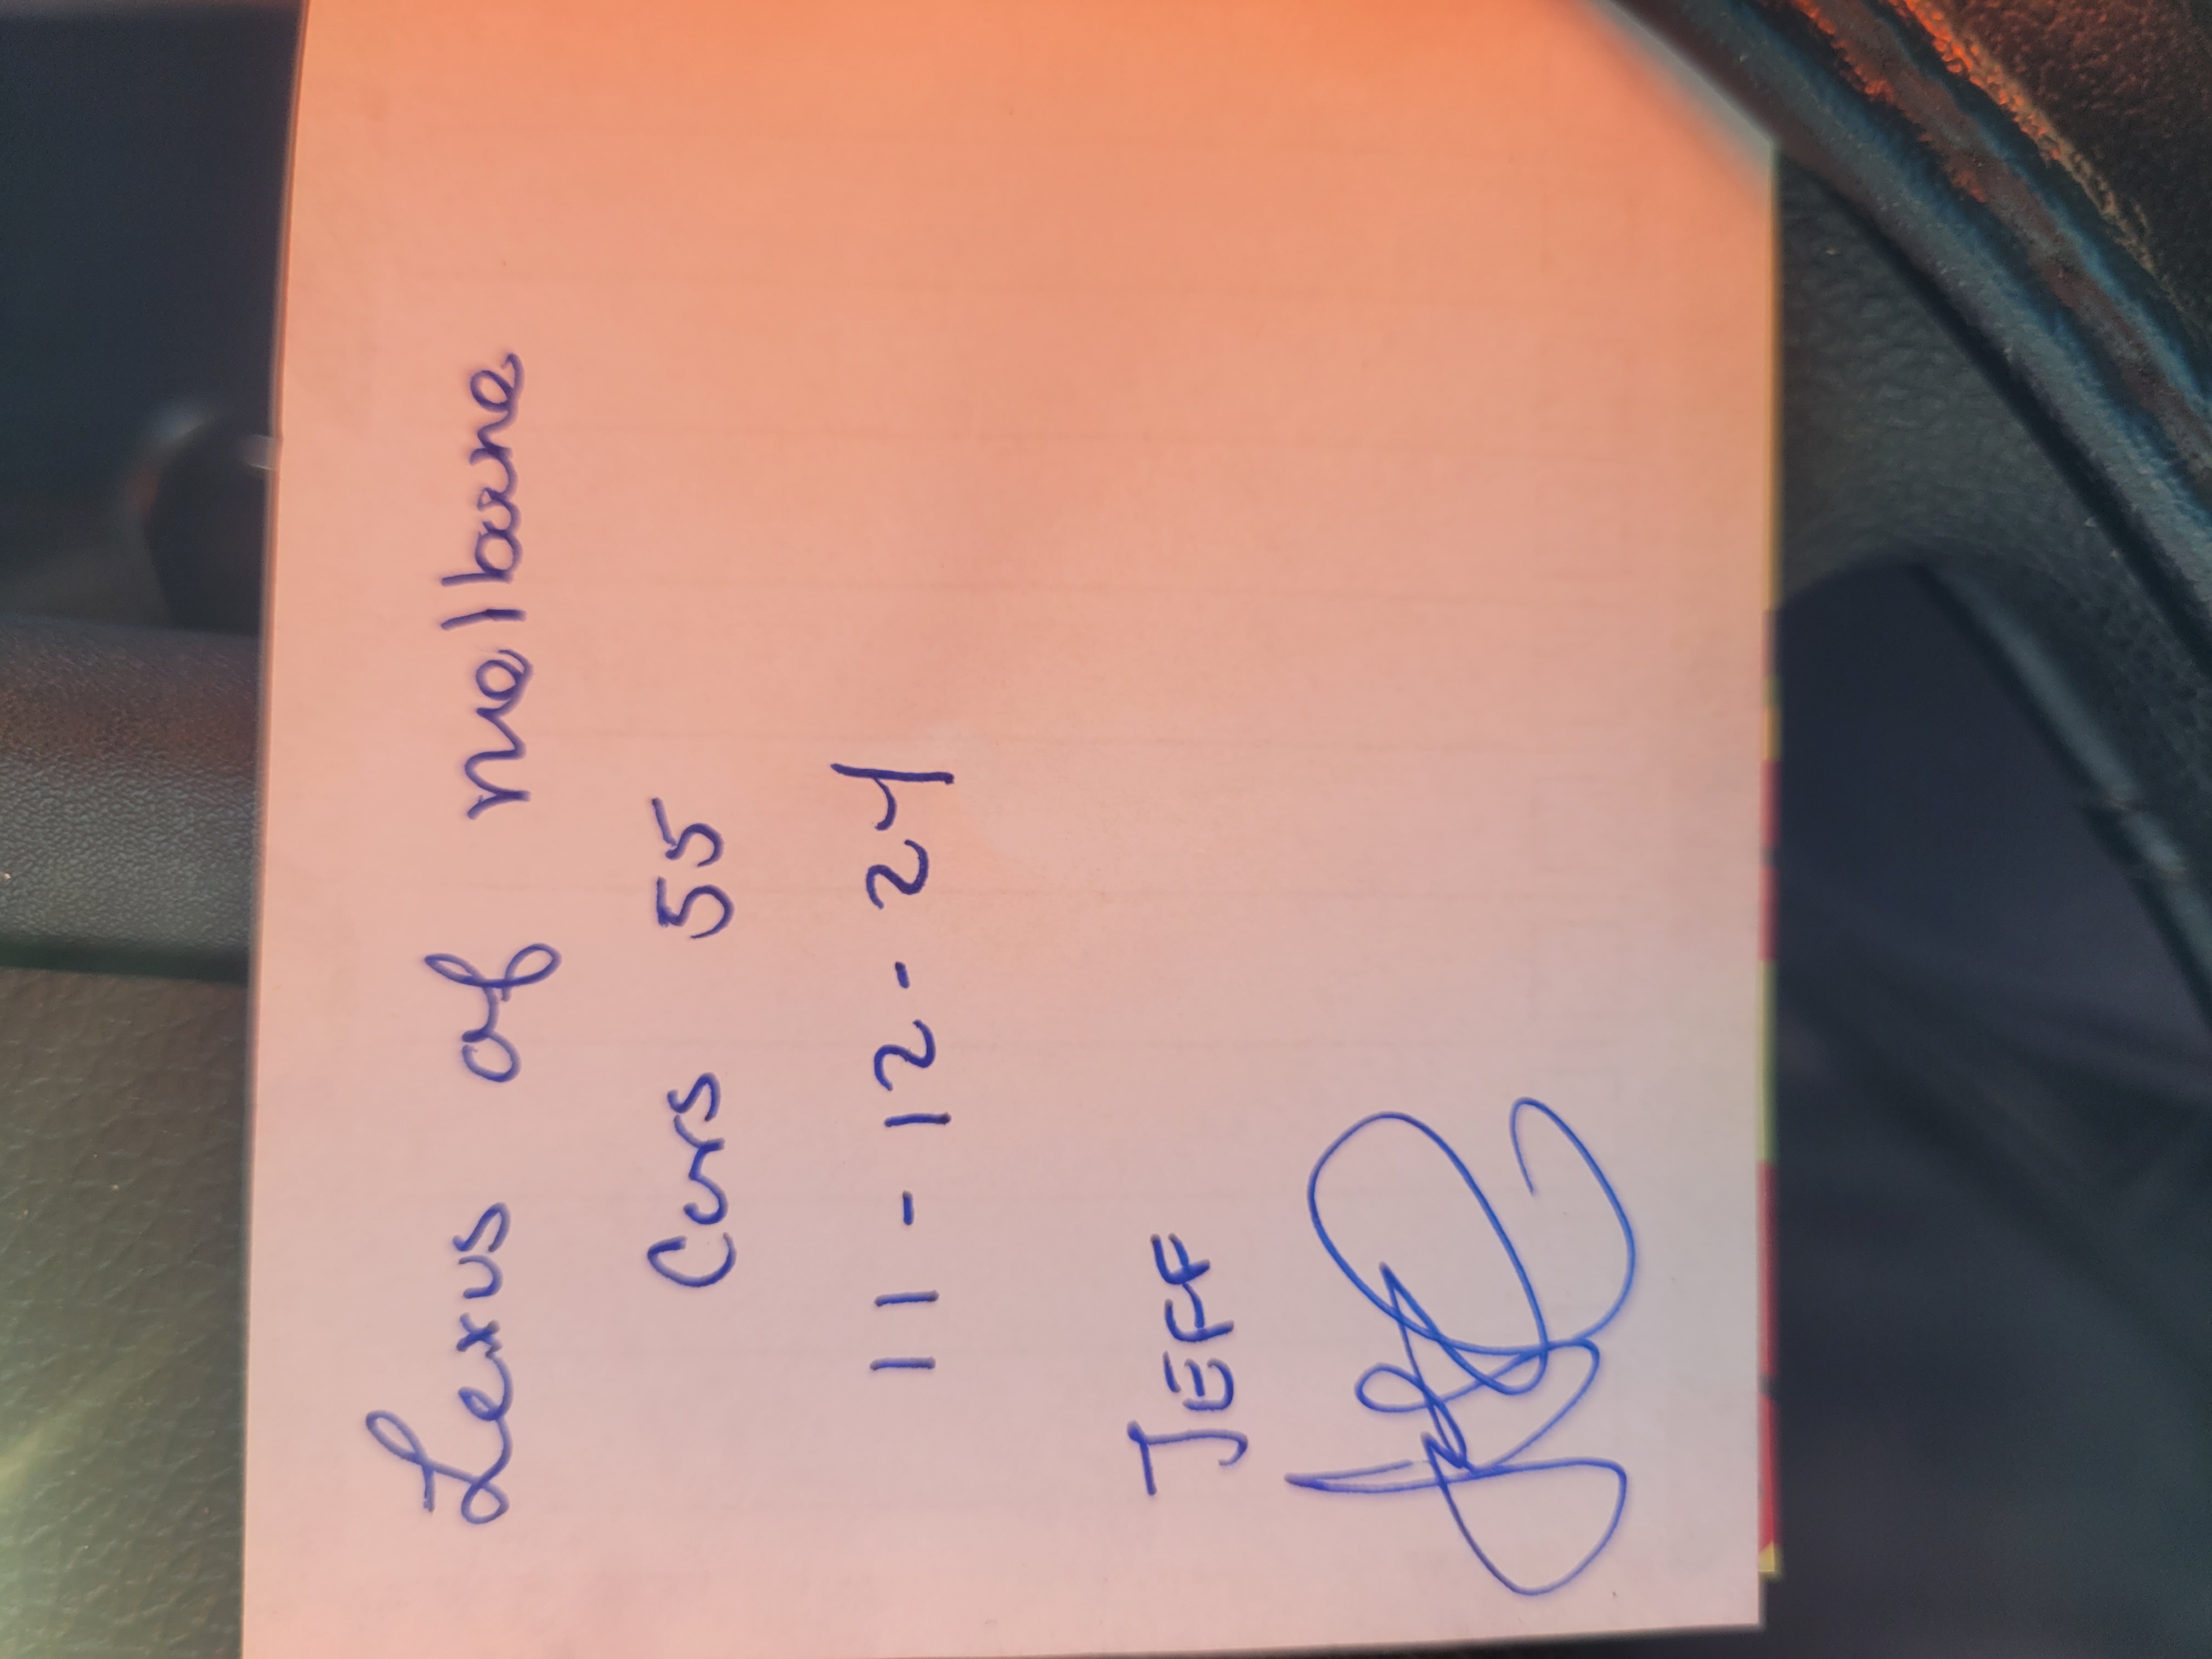 Lexus of melbourne
Cars 55
11-12-24
JEFF